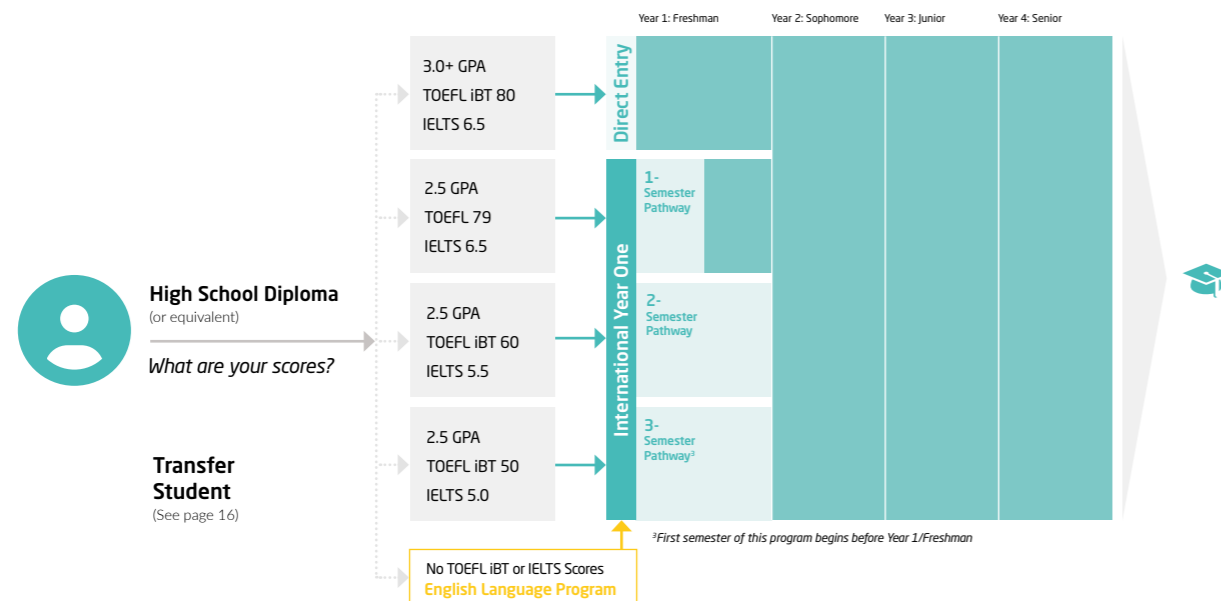 Year 1: Freshman
Year 2: Sophomore
Year 3: Junior
Year 4: Senior
3.0+ GPA
TOEFL iBT 80
IELTS 6.5
Direct Entry
2.5 GPA
TOEFL 79
IELTS 6.5
1-
Semester
Pathway
High School Diploma
(or equivalent)
What are your scores?
2.5 GPA
TOEFL iBT 60
IELTS 5.5
International Year One
2-
Semester
Pathway
Transfer
Student
(See page 16)
2.5 GPA
TOEFL iBT 50
IELTS 5.0
3-
Semester
Pathway³
³First semester of this program begins before Year 1/Freshman
No TOEFL iBT or IELTS Scores
English Language Program